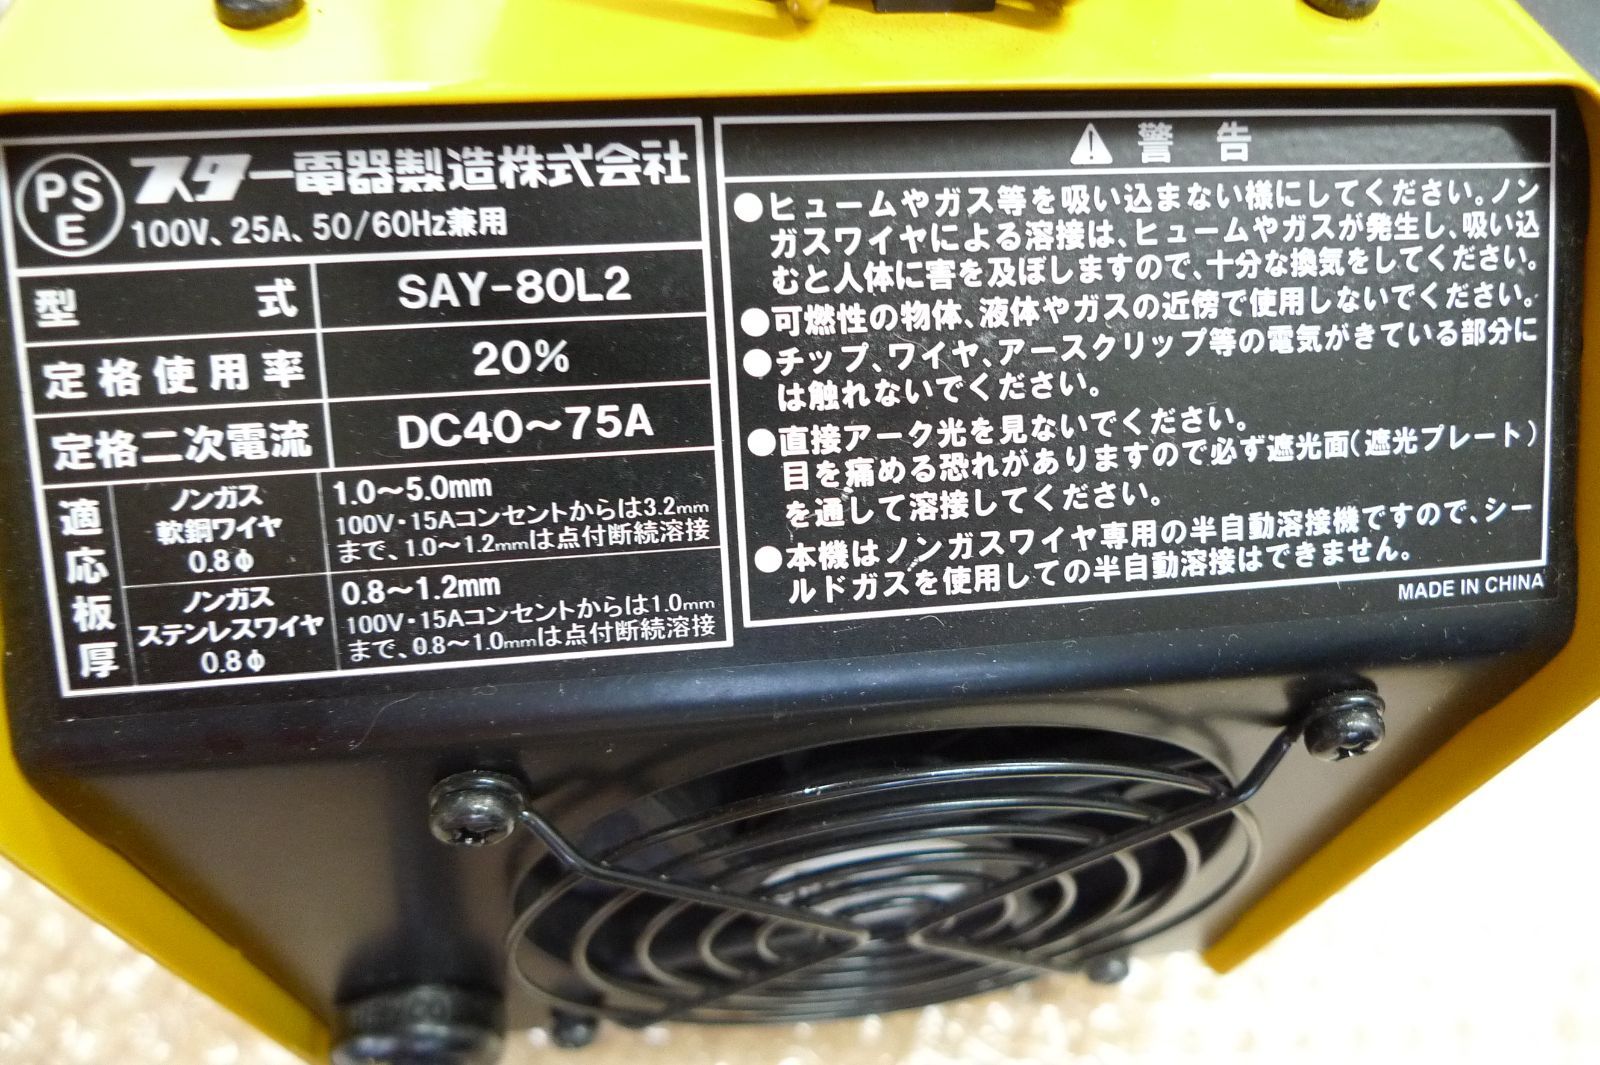 PS
E
スター電器製造株式会社
100V、25A、50/60Hz兼用
型式 SAY-80L2
定格使用率 20%
定格二次電流 DC40～75A
適応板厚
ノンガス
軟鋼ワイヤ
0.8φ
1.0～5.0mm
100V・15Aコンセントからは3.2mm
まで、1.0～1.2mmは点付断続溶接
ノンガス
ステンレスワイヤ
0.8φ
0.8～1.2mm
100V・15Aコンセントからは1.0mm
まで、0.8～1.0mmは点付断続溶接
警告
●ヒュームやガス等を吸い込まない様にしてください。ノン
ガスワイヤによる溶接は、ヒュームやガスが発生し、吸い込
むと人体に害を及ぼしますので、十分な換気をしてください。
●可燃性の物体、液体やガスの近傍で使用しないでください。
●チップ、ワイヤ、アースクリップ等の電気がきている部分に
は触れないでください。
●直接アーク光を見ないでください。
目を痛める恐れがありますので必ず遮光面(遮光プレート)
を通して溶接してください。
●本機はノンガスワイヤ専用の半自動溶接機ですので、シー
ルドガスを使用しての半自動溶接はできません。
MADE IN CHINA